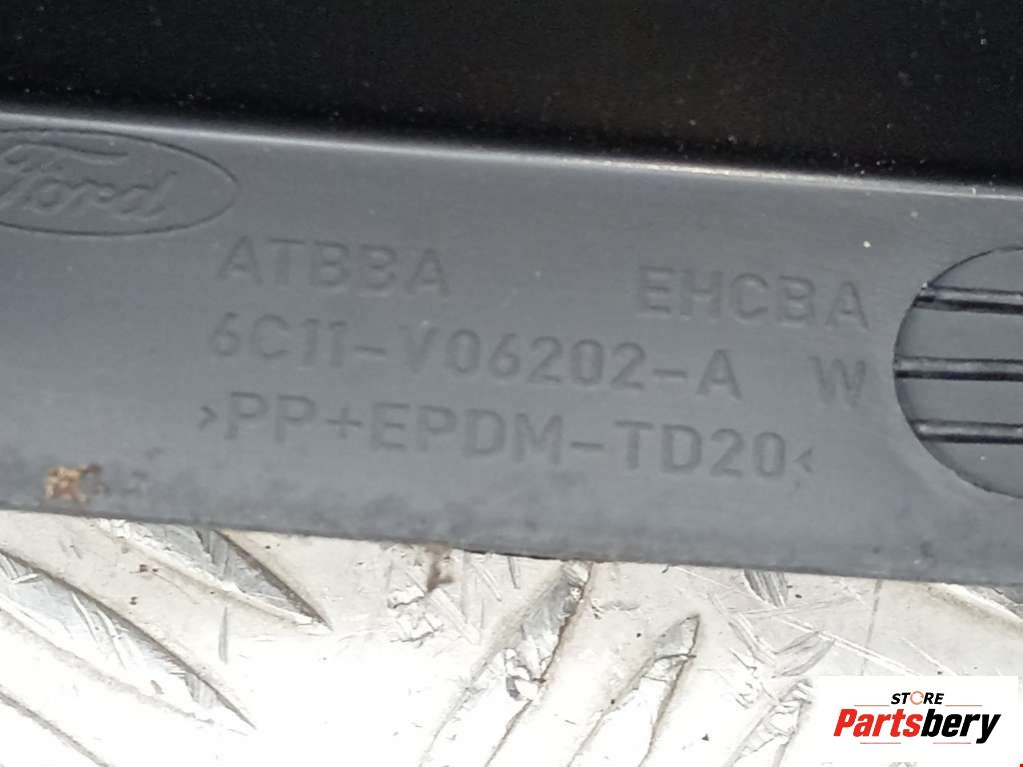 Ford
ATBBA EHCBA
6C11-V06202-A W
>PP+EPDM-TD20<
STORE
Partsbery